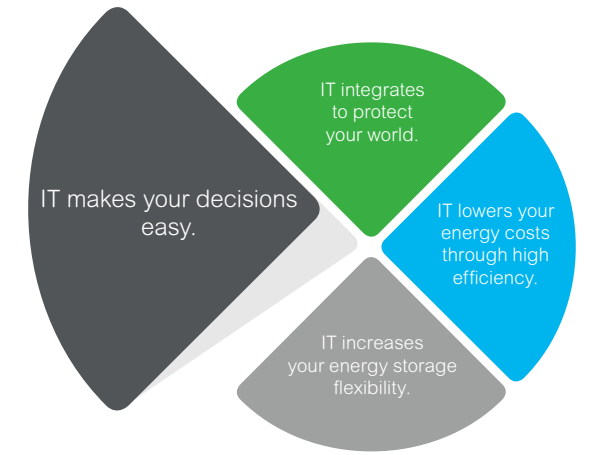 IT makes your decisions
easy.
IT integrates
to protect
your world.
IT lowers your
energy costs
through high
efficiency.
IT increases
your energy storage
flexibility.